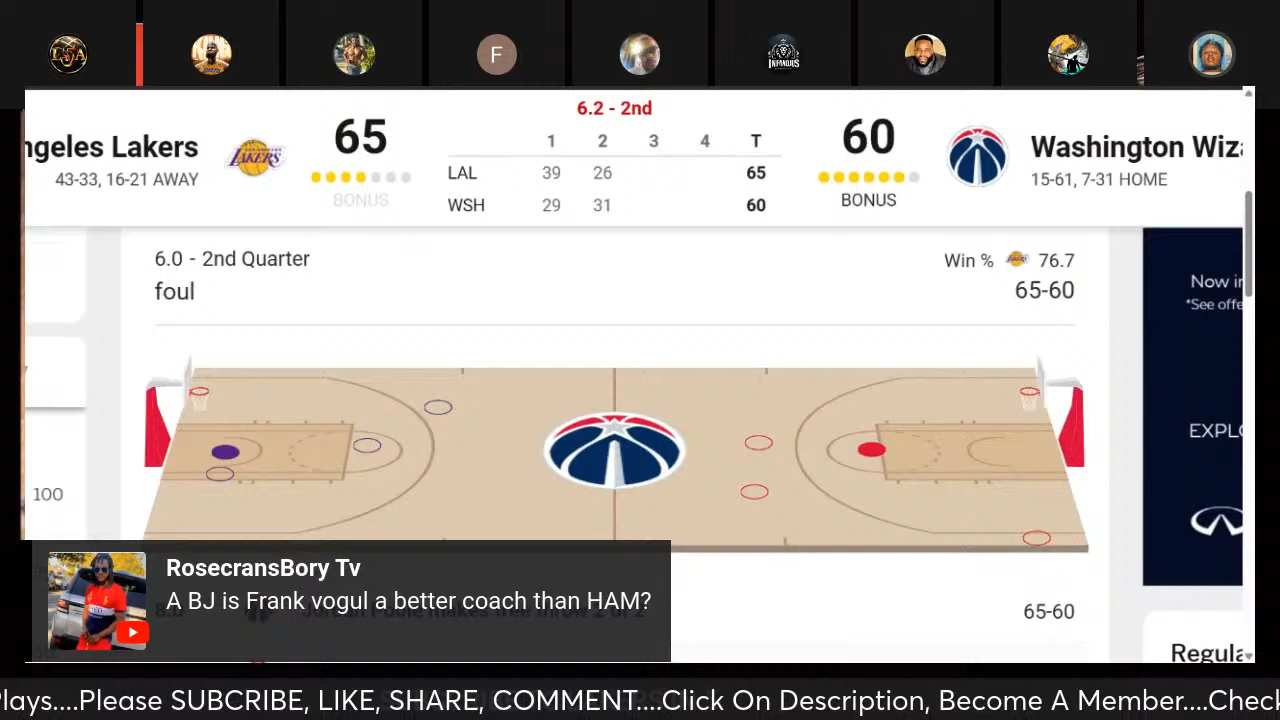 F
INFAMOUS
6.2 - 2nd
ngeles Lakers
LAKERS
65
60
Washington Wiza
43-33, 16-21 AWAY
15-61, 7-31 HOME
BONUS
BONUS
1 2 3 4 T
LAL 39 26 65
WSH 29 31 60
6.0 - 2nd Quarter
Win % 76.7
foul
65-60
Now in
*See offe
EXPLO
100
RosecransBory Tv
A BJ is Frank vogul a better coach than HAM?
65-60
Regula
Plays....Please SUBCRIBE, LIKE, SHARE, COMMENT....Click On Description, Become A Member....Check